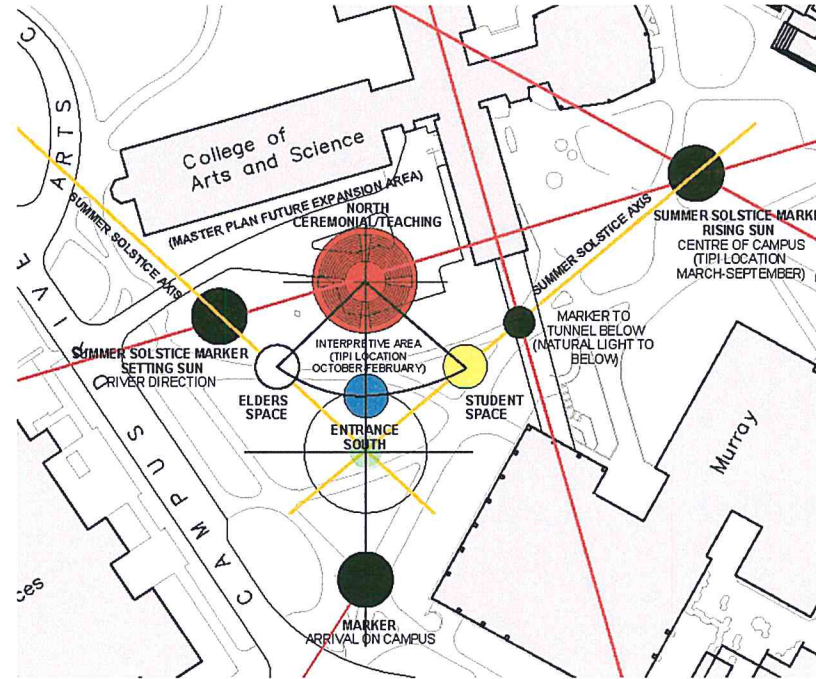 College of
Arts and Science
(MASTER PLAN FUTURE EXPANSION AREA)
NORTH
CEREMONIAL/TEACHING
SUMMER SOLSTICE AXIS
SUMMER SOLSTICE AXIS
SUMMER SOLSTICE MARKE
RISING SUN
CENTRE OF CAMPUS
(TIPI LOCATION
MARCH-SEPTEMBER)
MARKER TO
TUNNEL BELOW
(NATURAL LIGHT TO
BELOW)
SUMMER SOLSTICE MARKER
SETTING SUN
RIVER DIRECTION
INTERPRETIVE AREA
(TIPI LOCATION
OCTOBER-FEBRUARY)
ELDERS
SPACE
STUDENT
SPACE
ENTRANCE
SOUTH
Murray
MARKER
ARRIVAL ON CAMPUS
CAMPUS DRIVE
ARTS C
ces